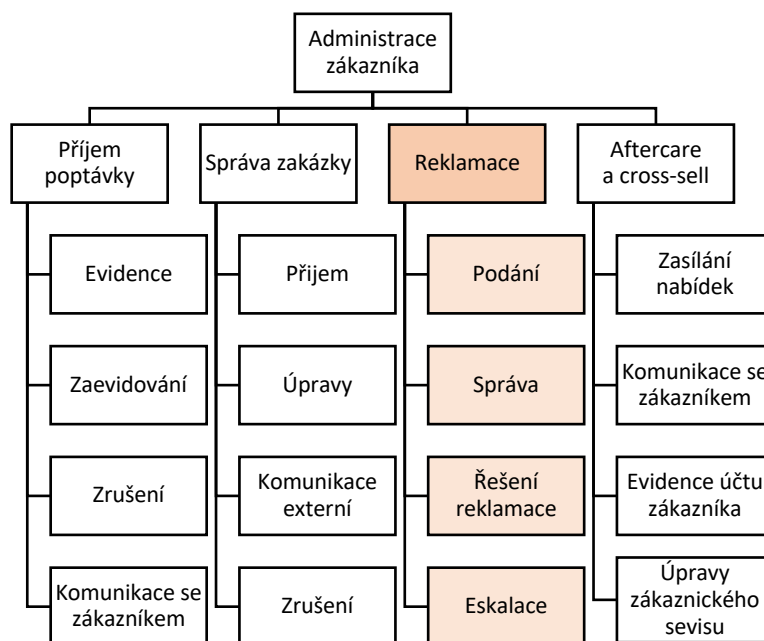 Administrace
zákazníka
Příjem
poptávky
Správa zakázky
Reklamace
Aftercare
a cross-sell
Evidence
Zaevidování
Zrušení
Komunikace se
zákazníkem
Přijem
Úpravy
Komunikace
externí
Zrušení
Podání
Správa
Řešení
reklamace
Eskalace
Zasílání
nabídek
Komunikace se
zákazníkem
Evidence účtu
zákazníka
Úpravy
zákaznického
sevisu